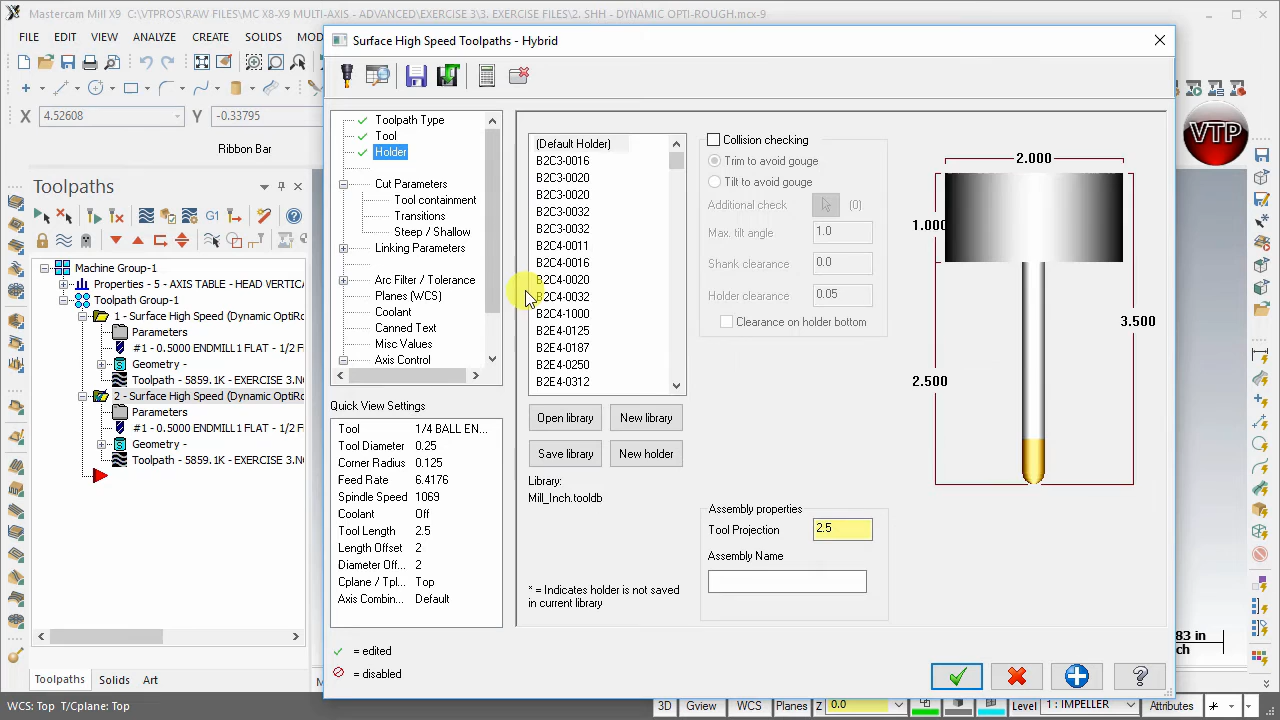 Mastercam Mill X9 C:\VTPROS\RAW FILES\MC X8-X9 MULTI-AXIS - ADVANCED\EXERCISE 3\3. EXERCISE FILES\2. SHH - DYNAMIC OPTI-ROUGH.mcx-9
FILE EDIT VIEW ANALYZE CREATE SOLIDS MOD
Surface High Speed Toolpaths - Hybrid
X 4.52608 Y -0.33795
Ribbon Bar
VTP
Toolpaths
G1
Machine Group-1
Properties - 5 - AXIS TABLE - HEAD VERTICA
Toolpath Group-1
1 - Surface High Speed (Dynamic OptiRo
Parameters
#1 - 0.5000 ENDMILL1 FLAT - 1/2 F
Geometry -
Toolpath - 5859.1K - EXERCISE 3.NC
2 - Surface High Speed (Dynamic OptiRo
Parameters
#1 - 0.5000 ENDMILL1 FLAT - 1/2 F
Geometry -
Toolpath - 5859.1K - EXERCISE 3.NC
Toolpaths Solids Art
Toolpath Type
Tool
Holder
Cut Parameters
Tool containment
Transitions
Steep / Shallow
Linking Parameters
Arc Filter / Tolerance
Planes (WCS)
Coolant
Canned Text
Misc Values
Axis Control
Quick View Settings
Tool 1/4 BALL EN...
Tool Diameter 0.25
Corner Radius 0.125
Feed Rate 6.4176
Spindle Speed 1069
Coolant Off
Tool Length 2.5
Length Offset 2
Diameter Off... 2
Cplane / Tpl... Top
Axis Combin... Default
= edited
= disabled
(Default Holder)
B2C3-0016
B2C3-0020
B2C3-0020
B2C3-0032
B2C3-0032
B2C4-0011
B2C4-0016
B2C4-0020
B2C4-0032
B2C4-1000
B2E4-0125
B2E4-0187
B2E4-0250
B2E4-0312
Open library New library
Save library New holder
Library:
Mill_Inch.tooldb
* = Indicates holder is not saved
in current library
Collision checking
Trim to avoid gouge
Tilt to avoid gouge
Additional check (0)
Max. tilt angle 1.0
Shank clearance 0.0
Holder clearance 0.05
Clearance on holder bottom
Assembly properties
Tool Projection 2.5
Assembly Name
2.000
1.000
3.500
2.500
83 in
nch
WCS: Top T/Cplane: Top
3D Gview WCS Planes Z 0.0 Level 1 : IMPELLER Attributes